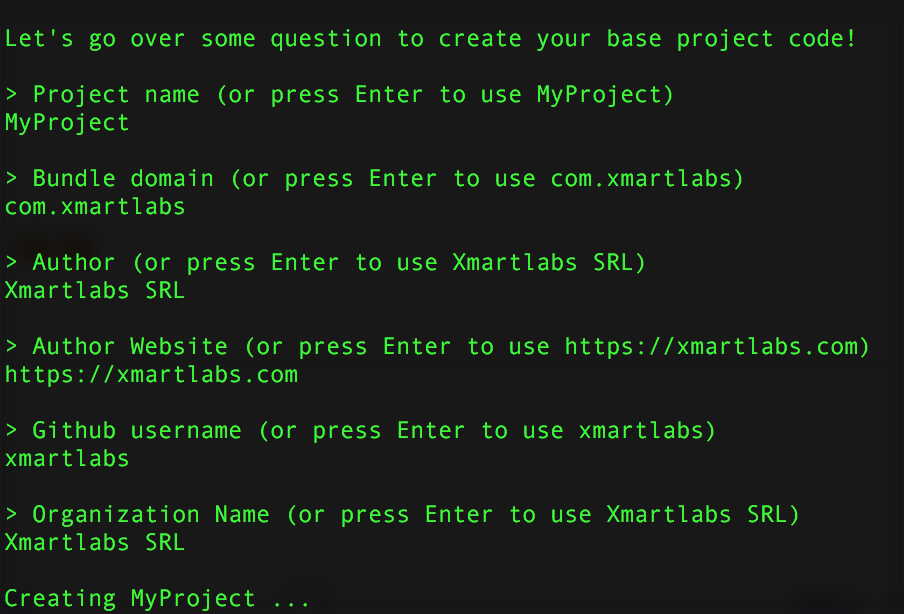 Let's go over some question to create your base project code!
> Project name (or press Enter to use MyProject)
MyProject
> Bundle domain (or press Enter to use com.xmartlabs)
com.xmartlabs
> Author (or press Enter to use Xmartlabs SRL)
Xmartlabs SRL
> Author Website (or press Enter to use https://xmartlabs.com)
https://xmartlabs.com
> Github username (or press Enter to use xmartlabs)
xmartlabs
> Organization Name (or press Enter to use Xmartlabs SRL)
Xmartlabs SRL
Creating MyProject ...